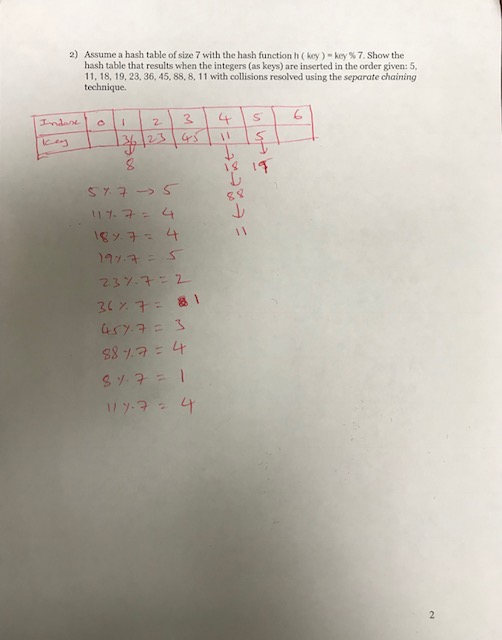 2) Assume a hash table of size 7 with the hash function h ( key ) = key % 7. Show the
hash table that results when the integers (as keys) are inserted in the order given: 5,
11, 18, 19, 23, 36, 45, 88, 8, 11 with collisions resolved using the separate chaining
technique.
Index 0 1 2 3 4 5 6
Key 36 23 45 11 5
↓ ↓ ↓
8 18 19
↓
88
↓
11
5 % 7 → 5
11 % 7 = 4
18 % 7 = 4
19 % 7 = 5
23 % 7 = 2
36 % 7 = 1
45 % 7 = 3
88 % 7 = 4
8 % 7 = 1
11 % 7 = 4
2